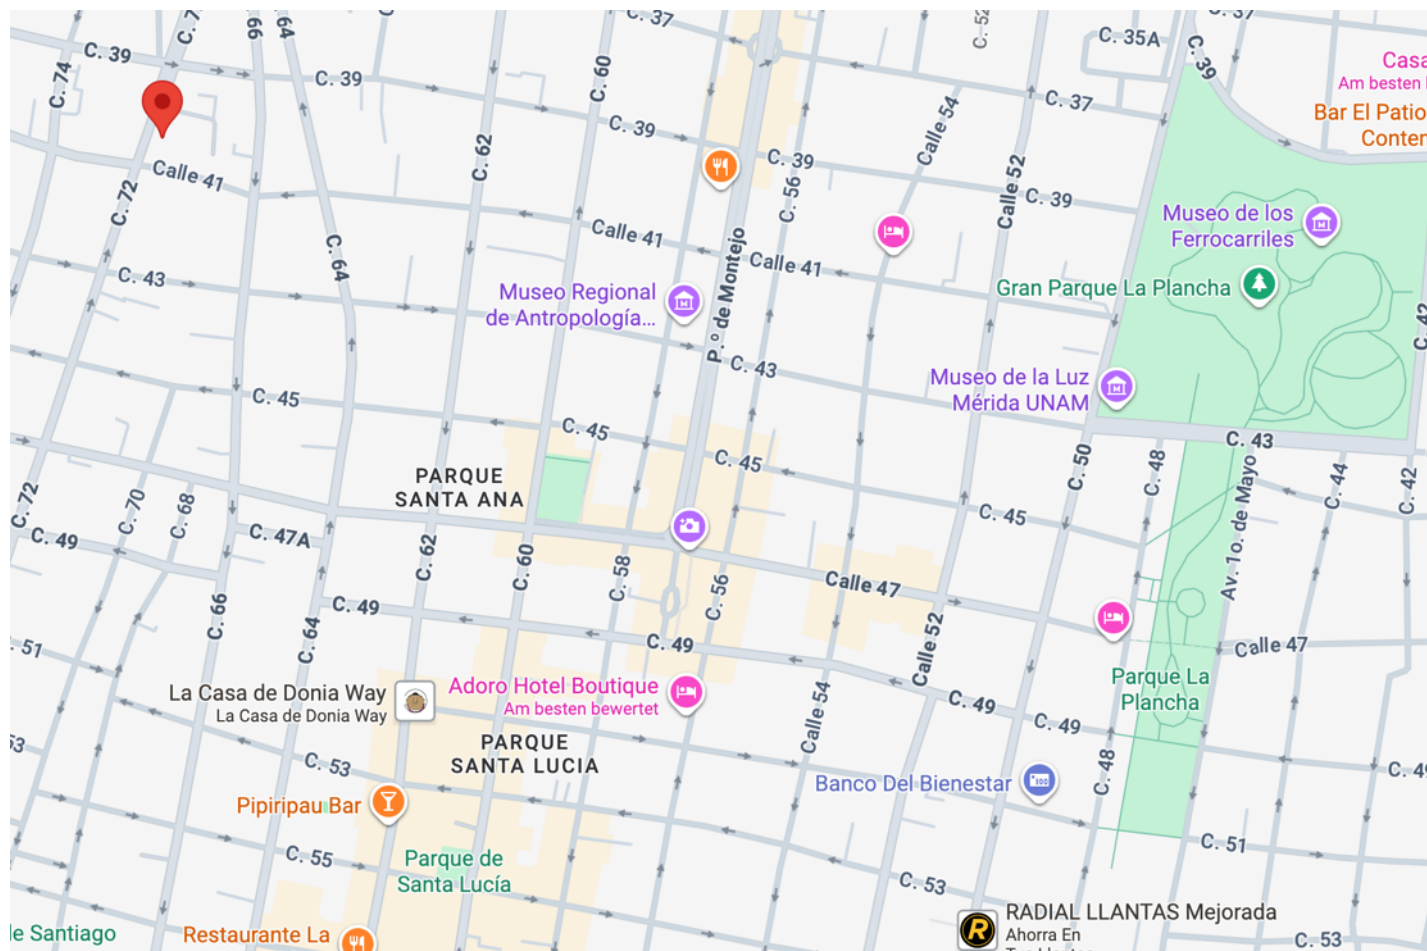 C. 37
C. 37
C. 66
C. 64
C. 52
C. 35A
C. 39
C. 39
C. 74
C. 39
C. 60
C. 37
Am besten
Bar El Patio
C. 39
Calle 54
C. 62
C. 39
C. 56
Calle 52
C. 39
Calle 41
C. 72
Calle 41
Calle 41
Museo de los
Ferrocarriles
C. 64
C. 43
P.º de Montejo
Museo Regional
de Antropología...
Gran Parque La Plancha
C. 42
C. 43
Museo de la Luz
Mérida UNAM
C. 45
C. 45
C. 45
C. 43
PARQUE
SANTA ANA
C. 50
C. 48
C. 44
C. 42
C. 72
C. 70
C. 68
C. 45
Av. 1o. de Mayo
C. 49
C. 47A
C. 62
C. 60
C. 58
C. 56
Calle 47
C. 66
C. 49
C. 64
C. 49
Calle 52
Calle 47
C. 51
La Casa de Donia Way
La Casa de Donia Way
Adoro Hotel Boutique
Am besten bewertet
Calle 54
C. 49
C. 49
Parque La
Plancha
PARQUE
SANTA LUCIA
C. 53
Banco Del Bienestar
100
C. 48
Pipiripau Bar
C. 55
Parque de
Santa Lucía
C. 53
C. 51
Santiago
Restaurante La
R
RADIAL LLANTAS Mejorada
Ahorra En
C. 53